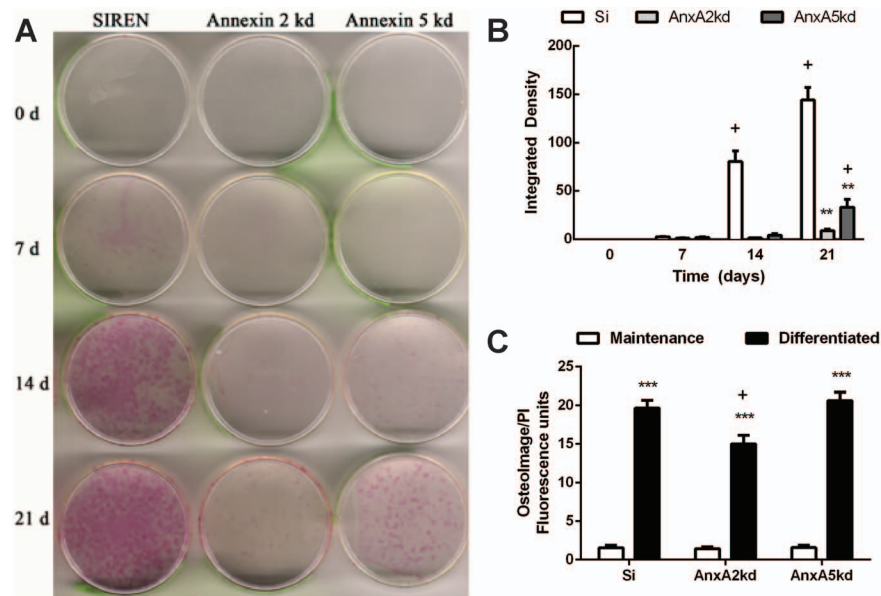 A
SIREN Annexin 2 kd Annexin 5 kd
0 d
7 d
14 d
21 d
B
Si AnxA2kd AnxA5kd
Integrated Density
200
150
100
50
0
+
+
+
**
**
0 7 14 21
Time (days)
C
Maintenance Differentiated
OsteoImage/PI
Fluorescence units
25
20
15
10
5
0
***
+
***
***
Si AnxA2kd AnxA5kd